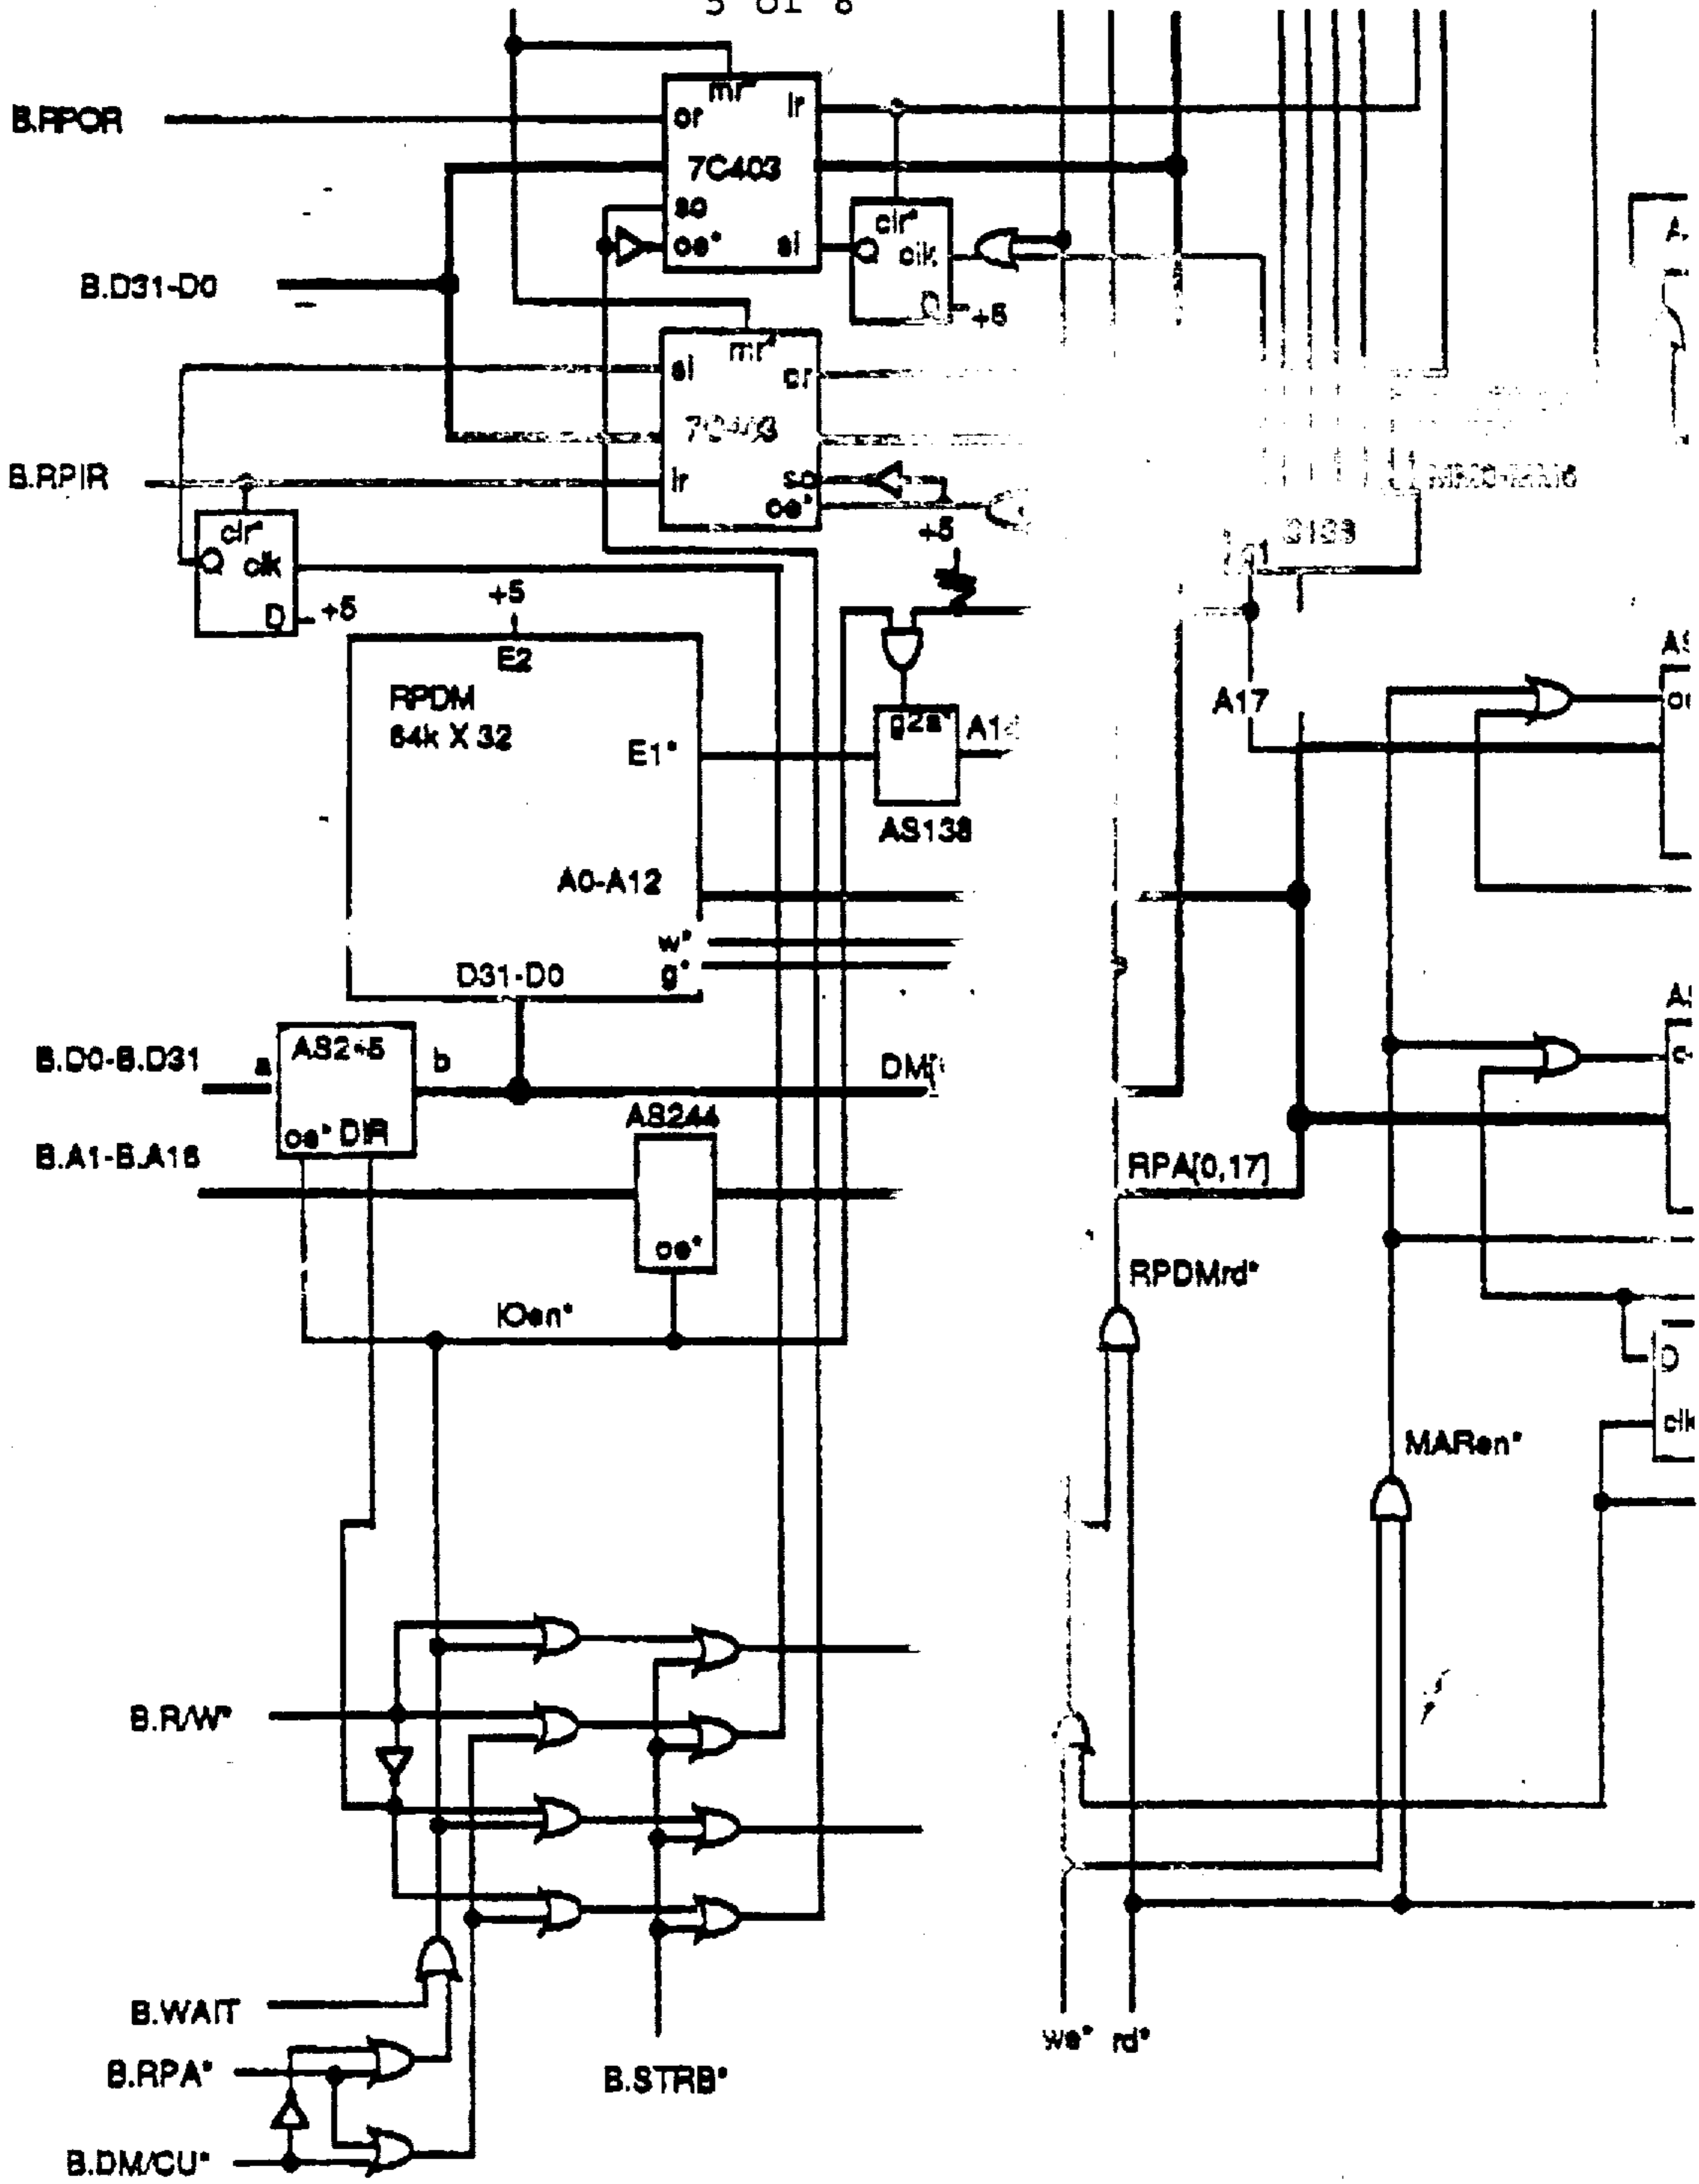 5 of 8
B.RPOR
mr*
or
lr
7C403
so
oe*
si
clr*
clk
D
+5
B.D31-D0
mr*
si
or
7C403
lr
so
oe*
+5
B.RPIR
clr*
Q
clk
D
+5
+5
E2
RPDM
64k X 32
E1*
g2a*
AS138
A17
A0-A12
w*
g*
D31-D0
B.D0-B.D31
a
AS245
b
oe* DIR
DM[
AS244
B.A1-B.A16
oe*
RPA[0,17]
RPDMrd*
IOen*
D
clk
MARen*
B.R/W*
B.WAIT
B.RPA*
B.STRB*
we* rd*
B.DM/CU*